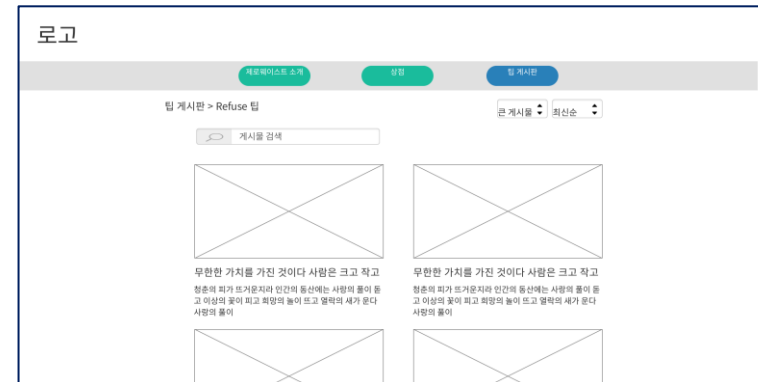 로고
제로웨이스트 소개
상점
팁 게시판
팁 게시판 > Refuse 팁
큰 게시물
최신순
게시물 검색
무한한 가치를 가진 것이다 사람은 크고 작고
청춘의 피가 뜨거운지라 인간의 동산에는 사랑의 풀이 돋
고 이상의 꽃이 피고 희망의 놀이 뜨고 열락의 새가 운다
사랑의 풀이
무한한 가치를 가진 것이다 사람은 크고 작고
청춘의 피가 뜨거운지라 인간의 동산에는 사랑의 풀이 돋
고 이상의 꽃이 피고 희망의 놀이 뜨고 열락의 새가 운다
사랑의 풀이